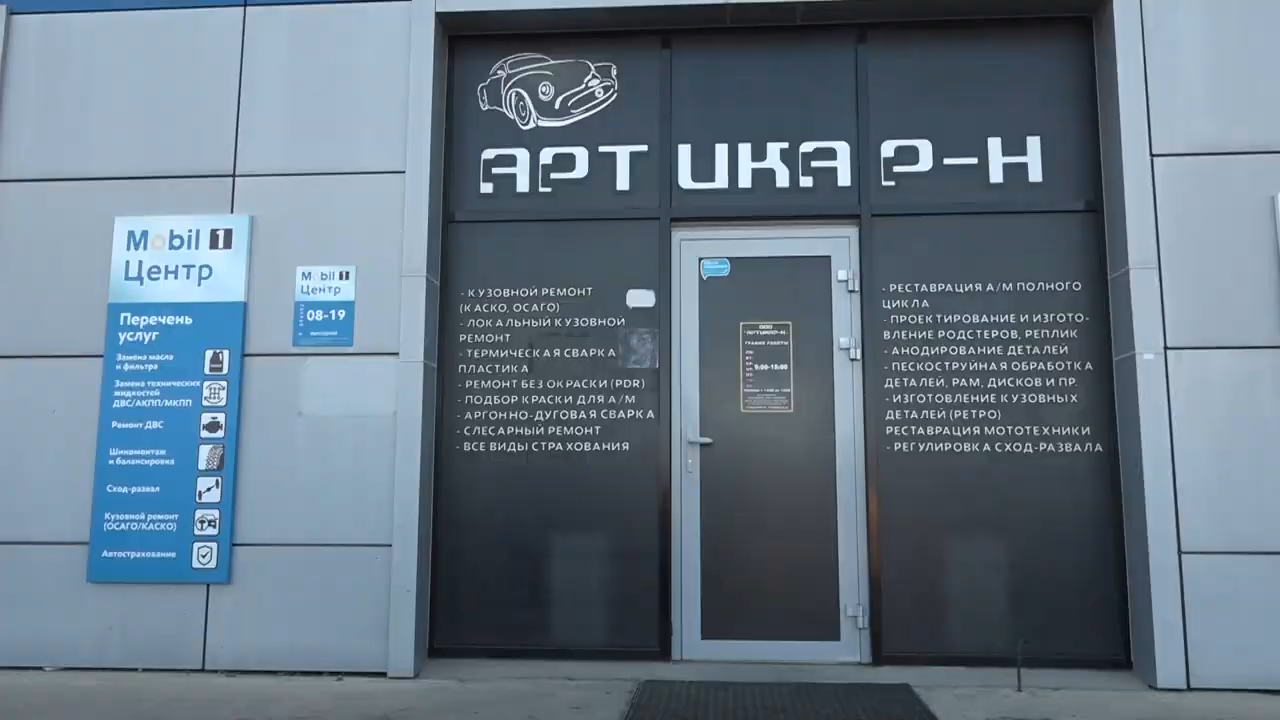 АРТИКАР-Н
Mobil 1
Центр
Перечень
услуг
Замена масла
и фильтра
Замена технических
жидкостей
ДВС/АКПП/МКПП
Ремонт ДВС
Шиномонтаж
и балансировка
Сход-развал
Кузовной ремонт
(ОСАГО/КАСКО)
Автострахование
Mobil 1
Центр
08-19
- КУЗОВНОЙ РЕМОНТ
(КАСКО, ОСАГО)
- ЛОКАЛЬНЫЙ КУЗОВНОЙ
РЕМОНТ
- ТЕРМИЧЕСКАЯ СВАРКА
ПЛАСТИКА
- РЕМОНТ БЕЗ ОКРАСКИ (PDR)
- ПОДБОР КРАСКИ ДЛЯ А/М
- АРГОННО-ДУГОВАЯ СВАРКА
- СЛЕСАРНЫЙ РЕМОНТ
- ВСЕ ВИДЫ СТРАХОВАНИЯ
ООО
"АРТИКАР-Н"
ГРАФИК РАБОТЫ
9:00-18:00
- РЕСТАВРАЦИЯ А/М ПОЛНОГО
ЦИКЛА
- ПРОЕКТИРОВАНИЕ И ИЗГОТО-
ВЛЕНИЕ РОДСТЕРОВ, РЕПЛИК
- АНОДИРОВАНИЕ ДЕТАЛЕЙ
- ПЕСКОСТРУЙНАЯ ОБРАБОТКА
ДЕТАЛЕЙ, РАМ, ДИСКОВ И ПР.
- ИЗГОТОВЛЕНИЕ КУЗОВНЫХ
ДЕТАЛЕЙ (РЕТРО)
РЕСТАВРАЦИЯ МОТОТЕХНИКИ
- РЕГУЛИРОВКА СХОД-РАЗВАЛА